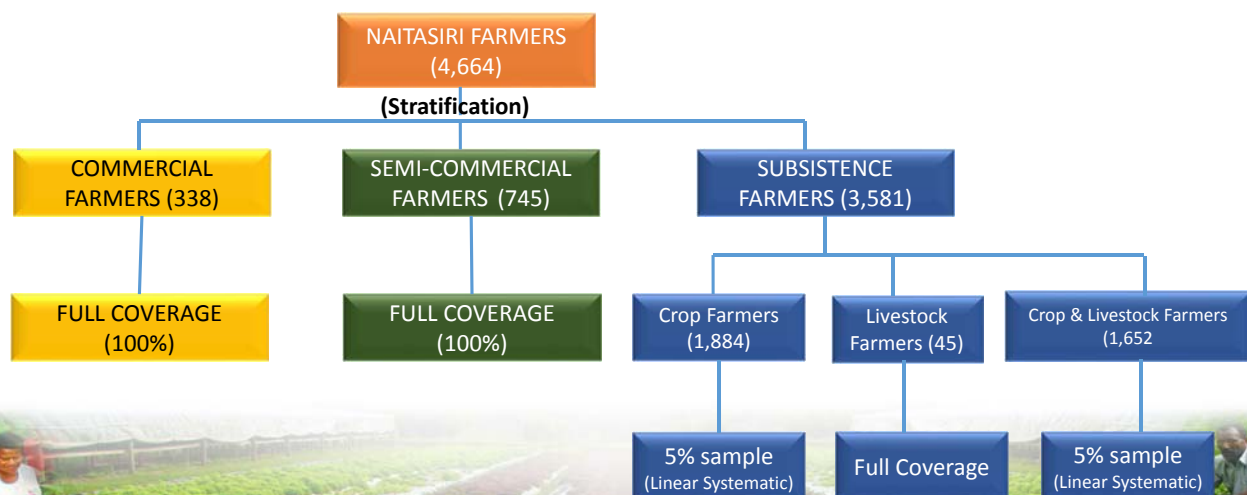 NAITASIRI FARMERS
(4,664)
(Stratification)
COMMERCIAL
FARMERS (338)
SEMI-COMMERCIAL
FARMERS (745)
SUBSISTENCE
FARMERS (3,581)
FULL COVERAGE
(100%)
FULL COVERAGE
(100%)
Crop Farmers
(1,884)
Livestock
Farmers (45)
Crop & Livestock Farmers
(1,652
5% sample
(Linear Systematic)
Full Coverage
5% sample
(Linear Systematic)